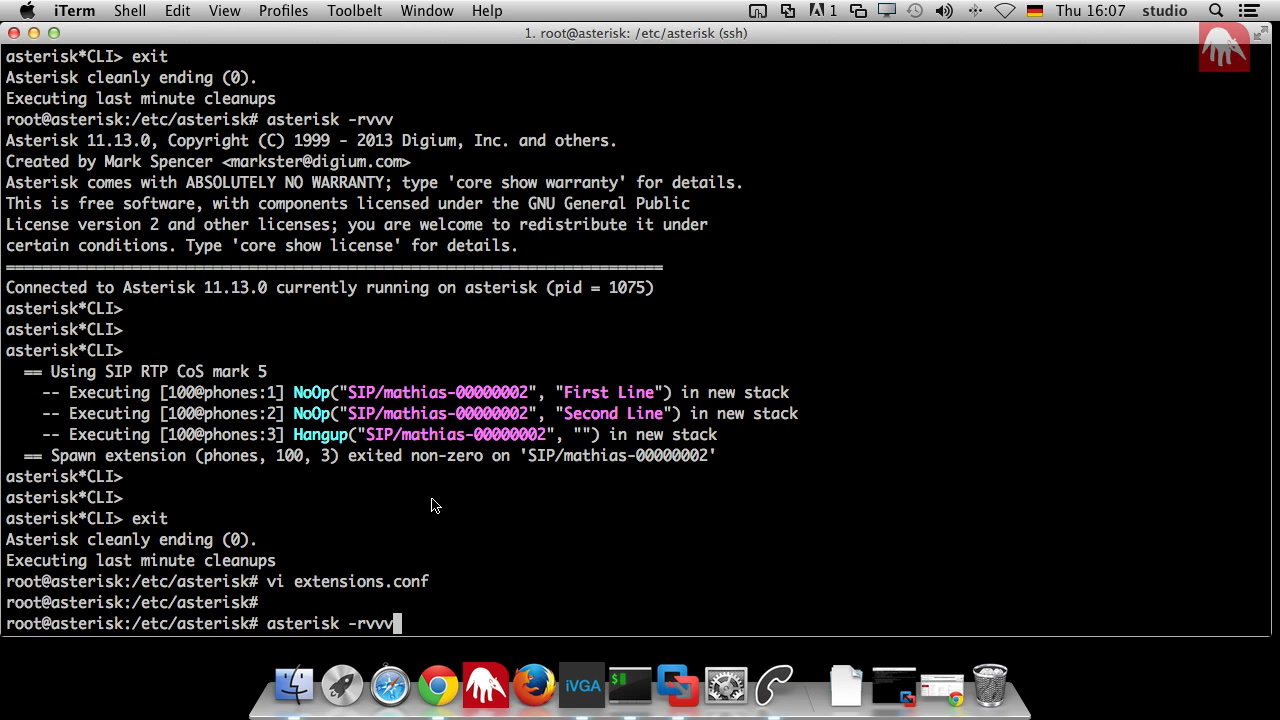 iTerm Shell Edit View Profiles Toolbelt Window Help 1 Thu 16:07 studio
1. root@asterisk: /etc/asterisk (ssh)
asterisk*CLI> exit
Asterisk cleanly ending (0).
Executing last minute cleanups
root@asterisk:/etc/asterisk# asterisk -rvvv
Asterisk 11.13.0, Copyright (C) 1999 - 2013 Digium, Inc. and others.
Created by Mark Spencer <markster@digium.com>
Asterisk comes with ABSOLUTELY NO WARRANTY; type 'core show warranty' for details.
This is free software, with components licensed under the GNU General Public
License version 2 and other licenses; you are welcome to redistribute it under
certain conditions. Type 'core show license' for details.
=========================================================================
Connected to Asterisk 11.13.0 currently running on asterisk (pid = 1075)
asterisk*CLI>
asterisk*CLI>
asterisk*CLI>
== Using SIP RTP CoS mark 5
-- Executing [100@phones:1] NoOp("SIP/mathias-00000002", "First Line") in new stack
-- Executing [100@phones:2] NoOp("SIP/mathias-00000002", "Second Line") in new stack
-- Executing [100@phones:3] Hangup("SIP/mathias-00000002", "") in new stack
== Spawn extension (phones, 100, 3) exited non-zero on 'SIP/mathias-00000002'
asterisk*CLI>
asterisk*CLI>
asterisk*CLI> exit
Asterisk cleanly ending (0).
Executing last minute cleanups
root@asterisk:/etc/asterisk# vi extensions.conf
root@asterisk:/etc/asterisk#
root@asterisk:/etc/asterisk# asterisk -rvvv
iVGA
$